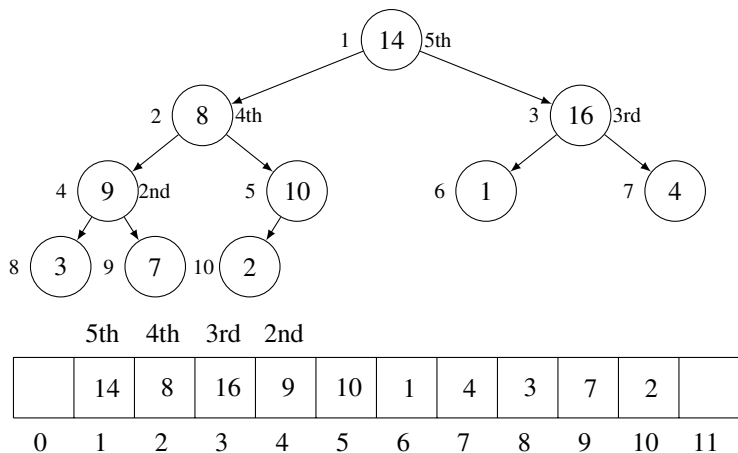 1 14 5th
2 8 4th 3 16 3rd
4 9 2nd 5 10 6 1 7 4
8 3 9 7 10 2
5th 4th 3rd 2nd
14 8 16 9 10 1 4 3 7 2
0 1 2 3 4 5 6 7 8 9 10 11